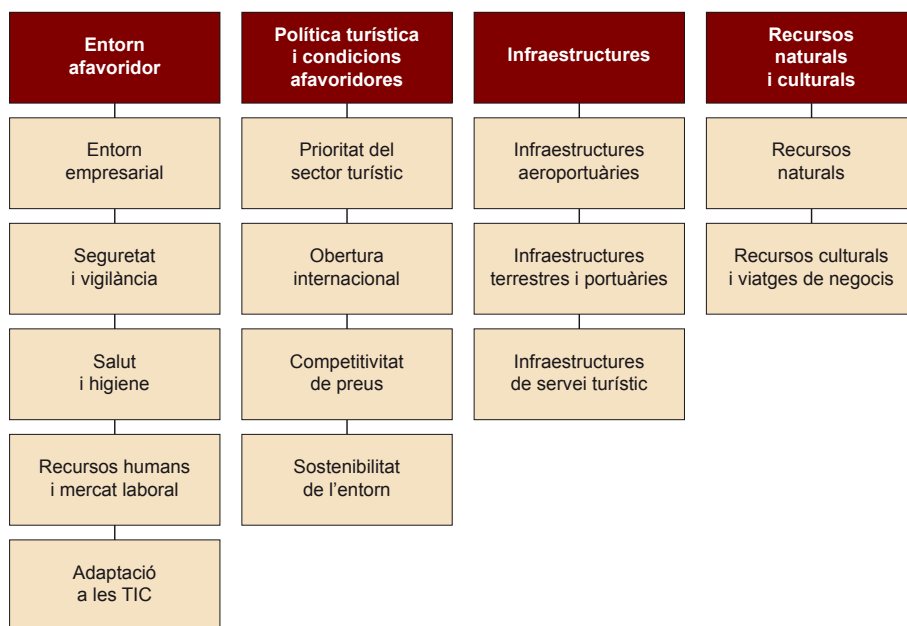 Entorn
afavoridor
Entorn
empresarial
Seguretat
i vigilància
Salut
i higiene
Recursos humans
i mercat laboral
Adaptació
a les TIC
Política turística
i condicions
afavoridores
Prioritat del
sector turístic
Obertura
internacional
Competitivitat
de preus
Sostenibilitat
de l’entorn
Infraestructures
Infraestructures
aeroportuàries
Infraestructures
terrestres i portuàries
Infraestructures
de servei turístic
Recursos
naturals
i culturals
Recursos
naturals
Recursos culturals
i viatges de negocis